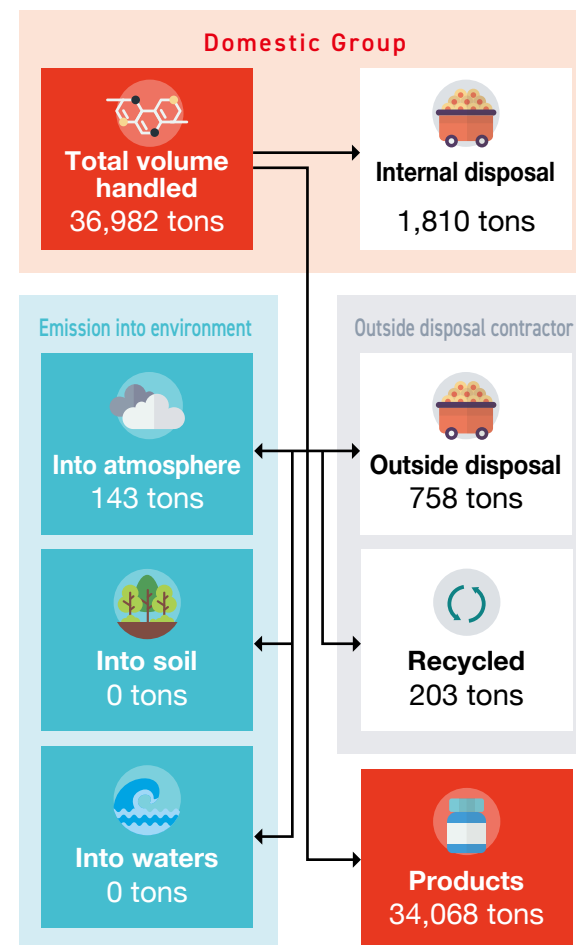 Domestic Group
Total volume
handled
36,982 tons
Internal disposal
1,810 tons
Emission into environment
Into atmosphere
143 tons
Into soil
0 tons
Into waters
0 tons
Outside disposal contractor
Outside disposal
758 tons
Recycled
203 tons
Products
34,068 tons